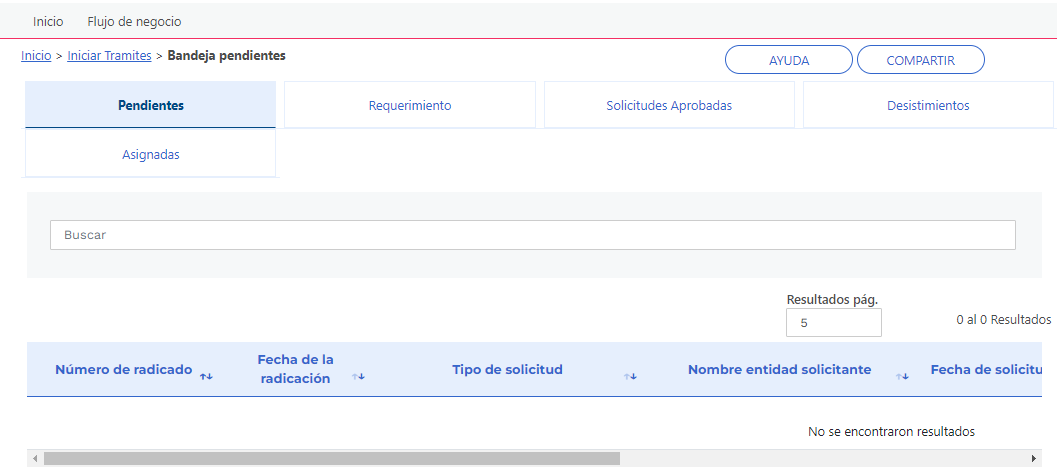 Inicio Flujo de negocio
Inicio > Iniciar Tramites > Bandeja pendientes
AYUDA COMPARTIR
Pendientes Requerimiento Solicitudes Aprobadas Desistimientos
Asignadas
Buscar
Resultados pág.
5 0 al 0 Resultados
Número de radicado Fecha de la radicación Tipo de solicitud Nombre entidad solicitante Fecha de solicitu
No se encontraron resultados